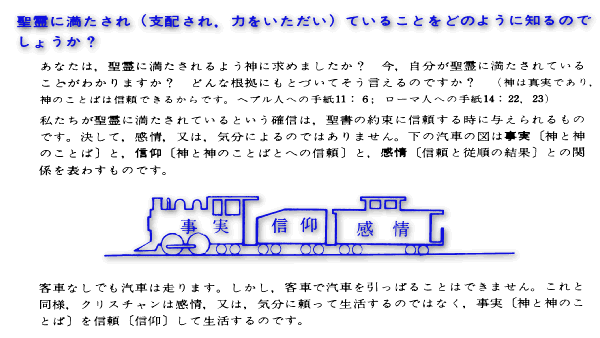 聖霊に満たされ（支配され，力をいただい）ていることをどのように知るので
しょうか？
あなたは，聖霊に満たされるよう神に求めましたか？　今，自分が聖霊に満たされている
ことがわかりますか？　どんな根拠にもとづいてそう言えるのですか？　（神は真実であり，
神のことばは信頼できるからです。ヘブル人への手紙11：6；ローマ人への手紙14：22，23）
私たちが聖霊に満たされているという確信は，聖書の約束に信頼する時に与えられるもの
です。決して，感情，又は，気分によるのではありません。下の汽車の図は事実〔神と神
のことば〕と，信仰〔神と神のことばとへの信頼〕と，感情〔信頼と従順の結果〕との関
係を表わすものです。
事実 信仰 感情
客車なしでも汽車は走ります。しかし，客車で汽車を引っぱることはできません。これと
同様，クリスチャンは感情，又は，気分に頼って生活するのではなく，事実〔神と神のこ
とば〕を信頼〔信仰〕して生活するのです。